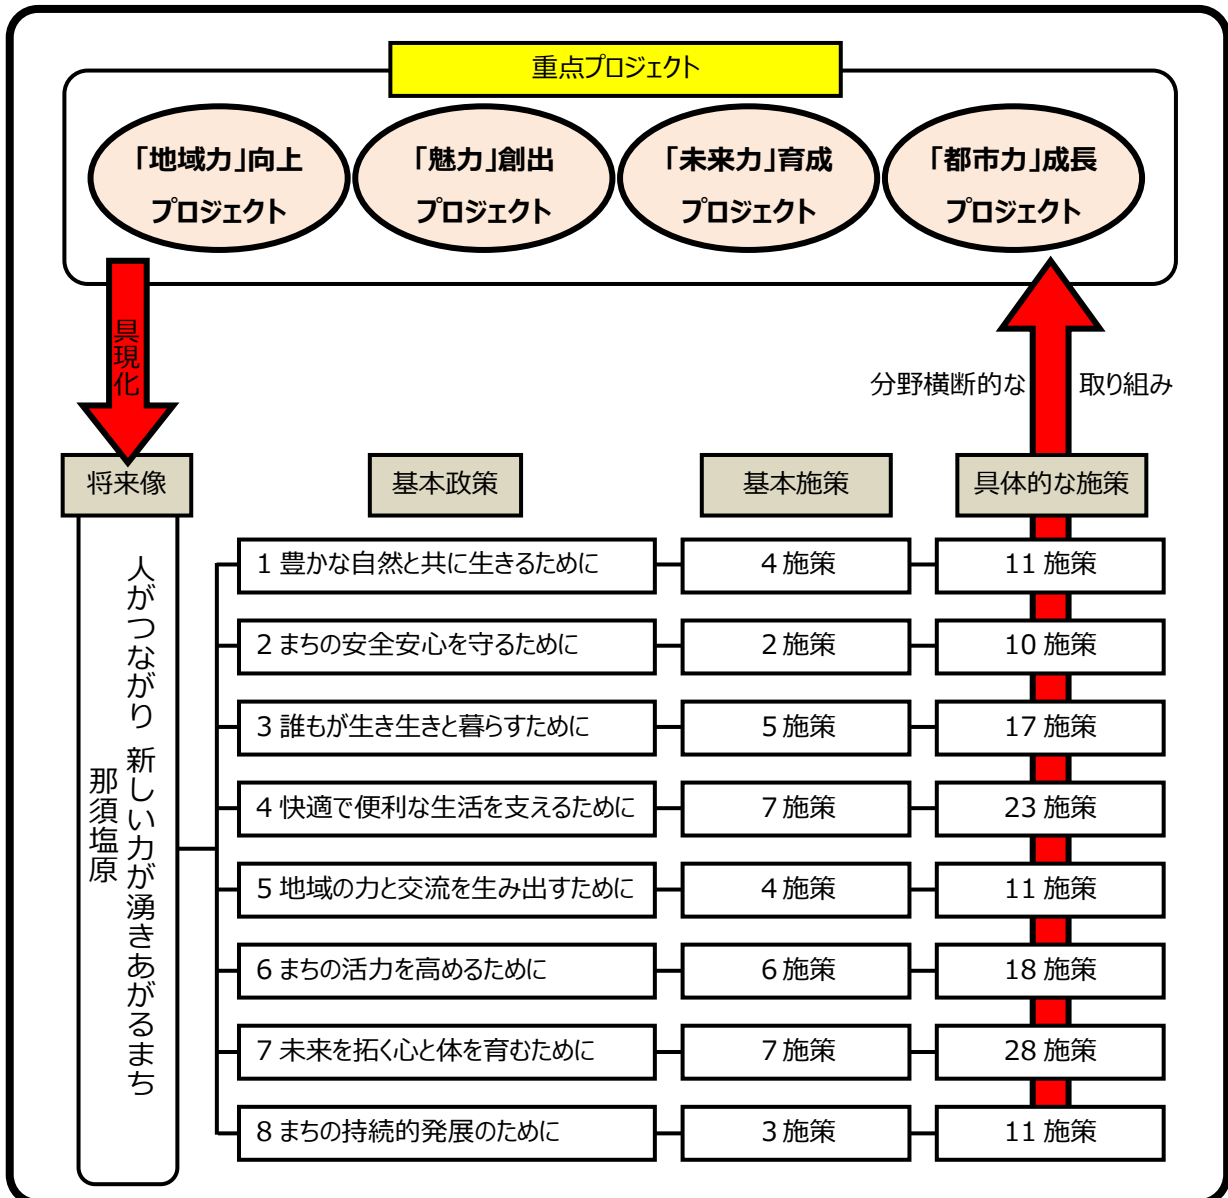 重点プロジェクト
「地域力」向上
プロジェクト
「魅力」創出
プロジェクト
「未来力」育成
プロジェクト
「都市力」成長
プロジェクト
具現化
分野横断的な 取り組み
将来像
基本政策
基本施策
具体的な施策
人がつながり 新しい力が湧きあがるまち
那須塩原
1 豊かな自然と共に生きるために
4 施策
11 施策
2 まちの安全安心を守るために
2 施策
10 施策
3 誰もが生き生きと暮らすために
5 施策
17 施策
4 快適で便利な生活を支えるために
7 施策
23 施策
5 地域の力と交流を生み出すために
4 施策
11 施策
6 まちの活力を高めるために
6 施策
18 施策
7 未来を拓く心と体を育むために
7 施策
28 施策
8 まちの持続的発展のために
3 施策
11 施策